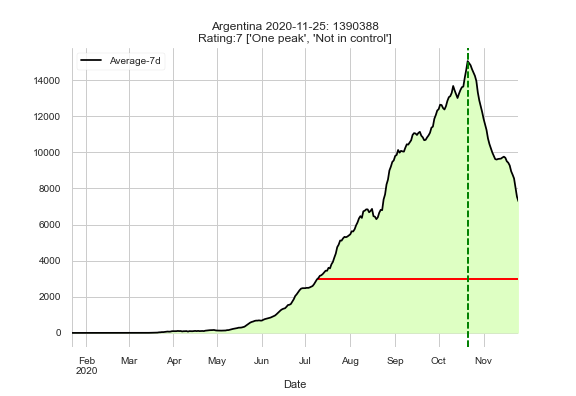 Argentina 2020-11-25: 1390388
Rating:7 ['One peak', 'Not in control']
Average-7d
14000
12000
10000
8000
6000
4000
2000
0
Feb Mar Apr May Jun Jul Aug Sep Oct Nov
2020
Date